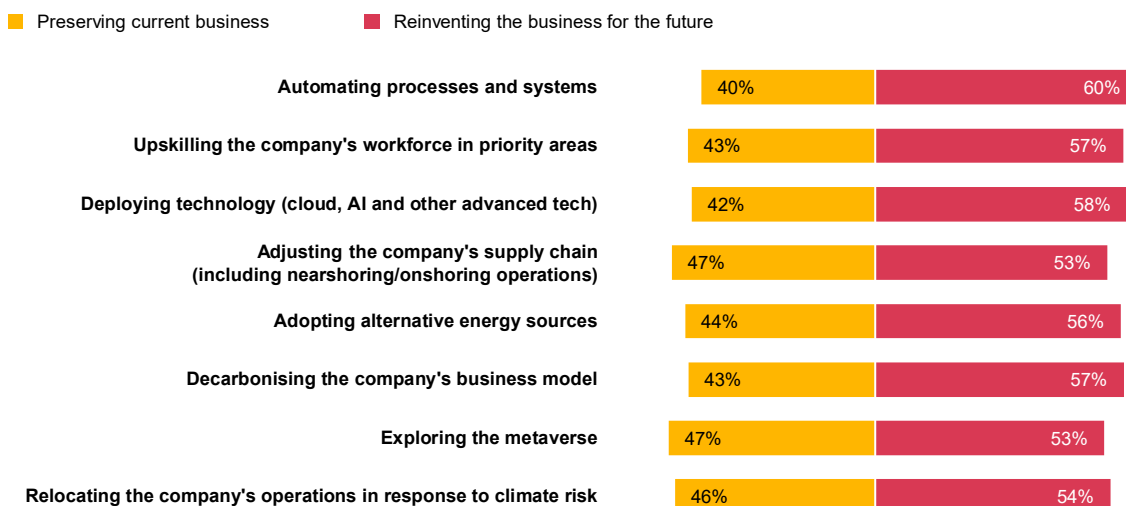 Preserving current business
Reinventing the business for the future
Automating processes and systems 40% 60%
Upskilling the company's workforce in priority areas 43% 57%
Deploying technology (cloud, AI and other advanced tech) 42% 58%
Adjusting the company's supply chain
(including nearshoring/onshoring operations) 47% 53%
Adopting alternative energy sources 44% 56%
Decarbonising the company's business model 43% 57%
Exploring the metaverse 47% 53%
Relocating the company's operations in response to climate risk 46% 54%